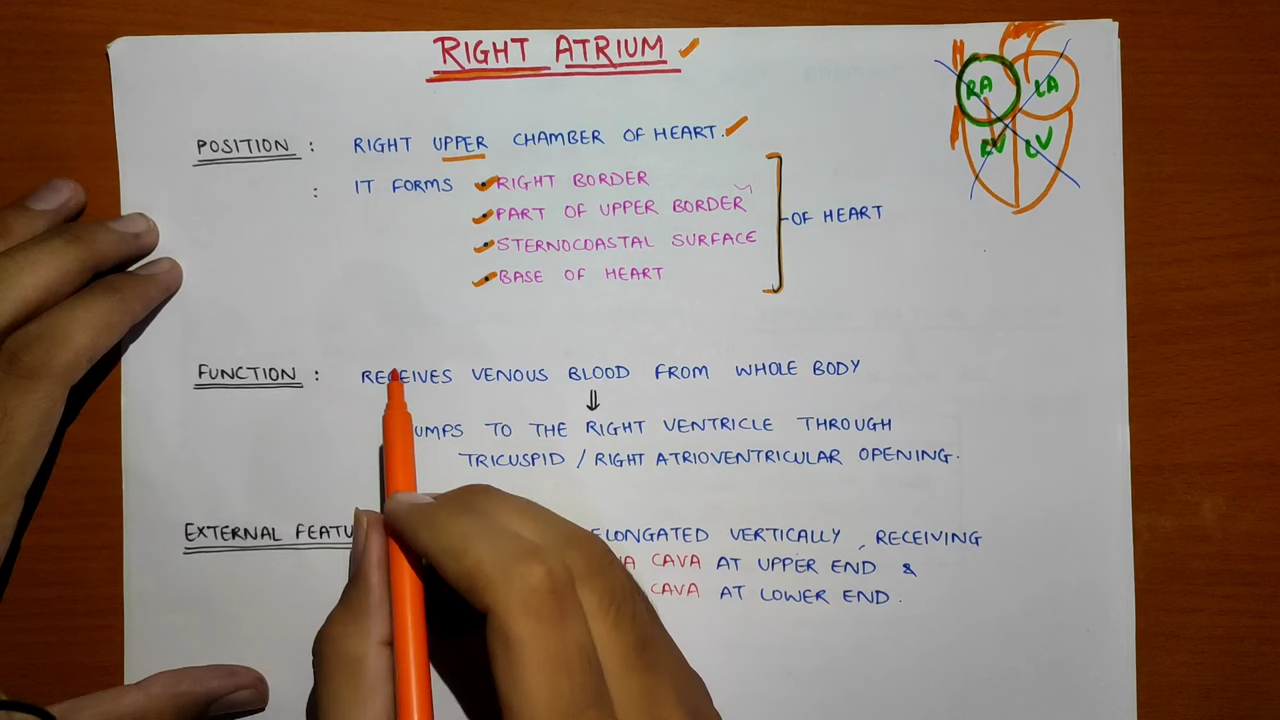 RIGHT ATRIUM
RA LA
RV LV
POSITION : RIGHT UPPER CHAMBER OF HEART.
: IT FORMS • RIGHT BORDER
• PART OF UPPER BORDER
• STERNOCOASTAL SURFACE
• BASE OF HEART
OF HEART
FUNCTION : RECEIVES VENOUS BLOOD FROM WHOLE BODY
⇓
UMPS TO THE RIGHT VENTRICLE THROUGH
TRICUSPID / RIGHT ATRIOVENTRICULAR OPENING.
EXTERNAL FEATU ELONGATED VERTICALLY, RECEIVING
CAVA AT UPPER END &
CAVA AT LOWER END.